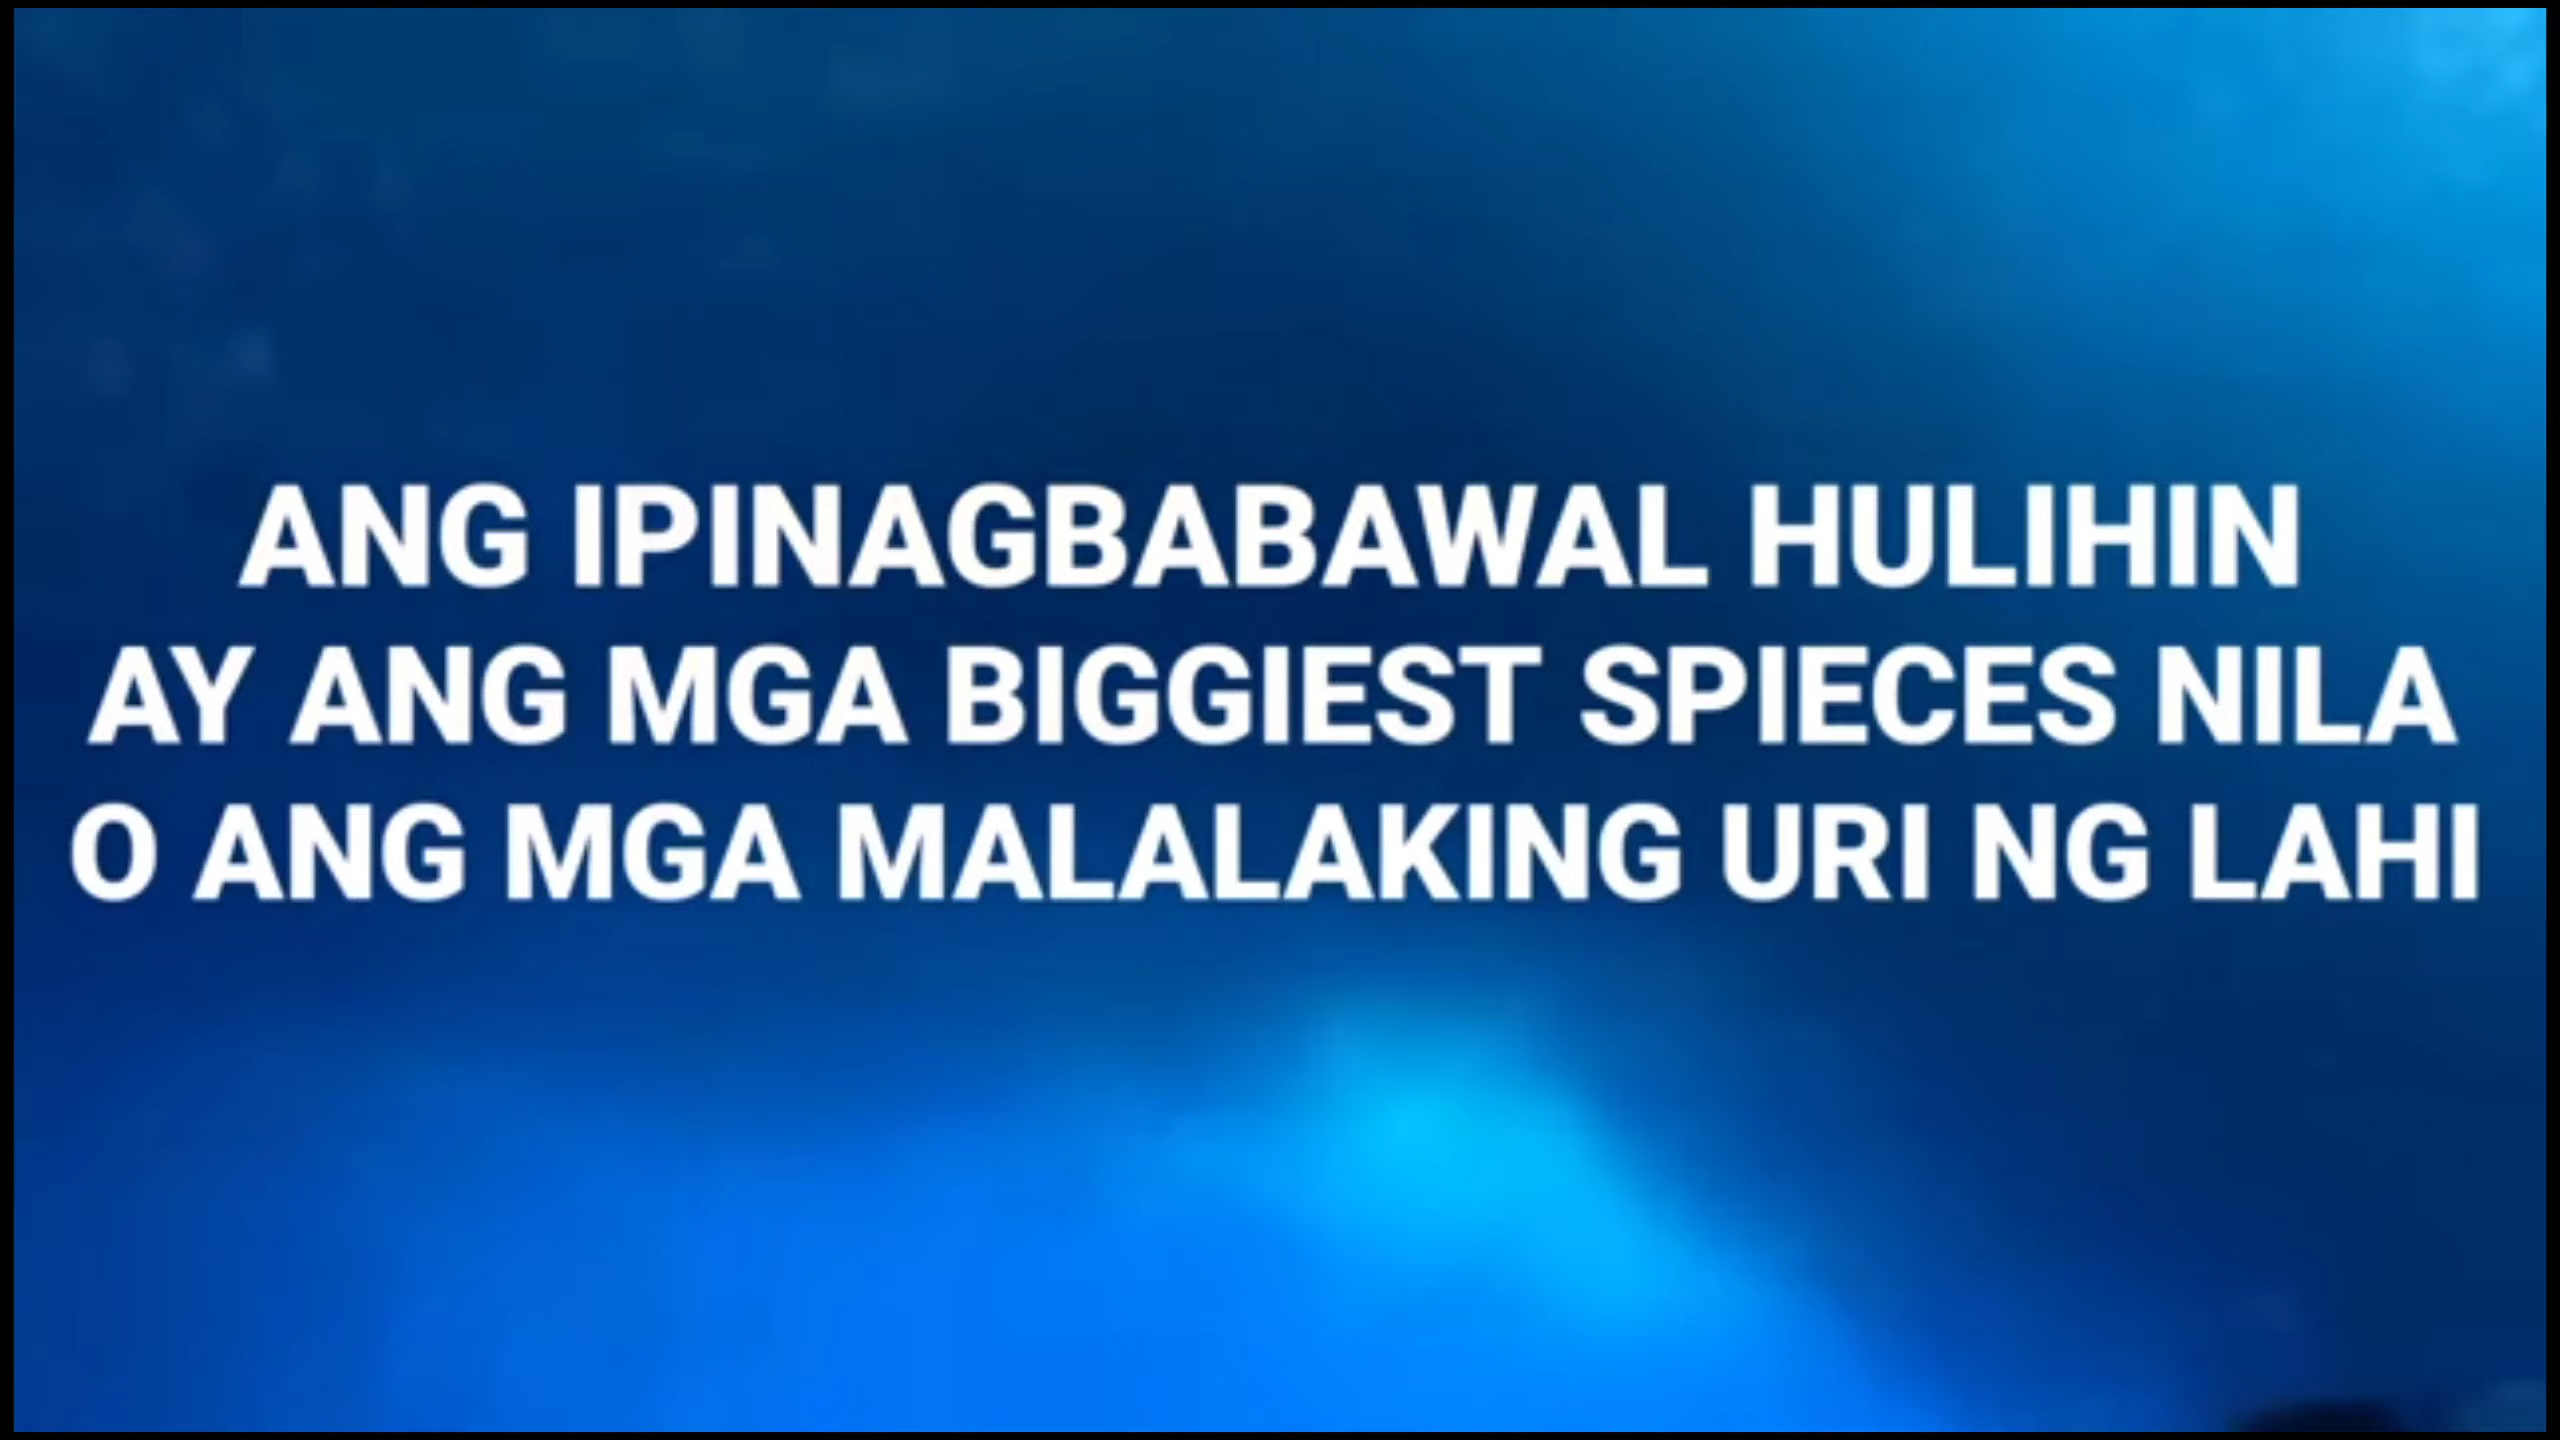 ANG IPINAGBABAWAL HULIHIN
AY ANG MGA BIGGIEST SPIECES NILA
O ANG MGA MALALAKING URI NG LAHI